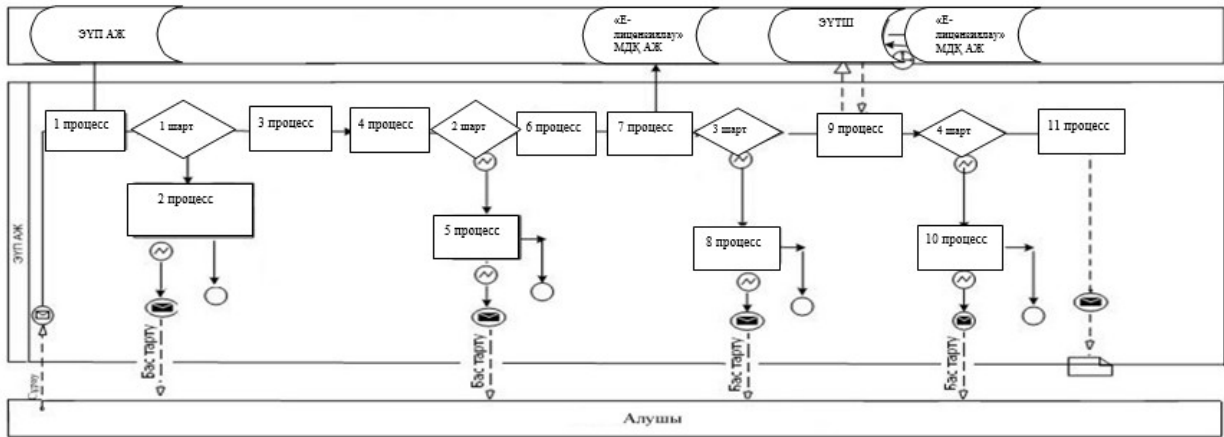 ЭҮП АЖ
«Е-
лицензиялау»
МДҚ АЖ
ЭҮТШ
«Е-
лицензиялау»
МДҚ АЖ
1 процесс
1 шарт
3 процесс
4 процесс
2 шарт
6 процесс
7 процесс
3 шарт
9 процесс
4 шарт
11 процесс
2 процесс
5 процесс
8 процесс
10 процесс
ЭҮП АЖ
Бас тарту
Бас тарту
Бас тарту
Бас тарту
Сұрау
Алушы